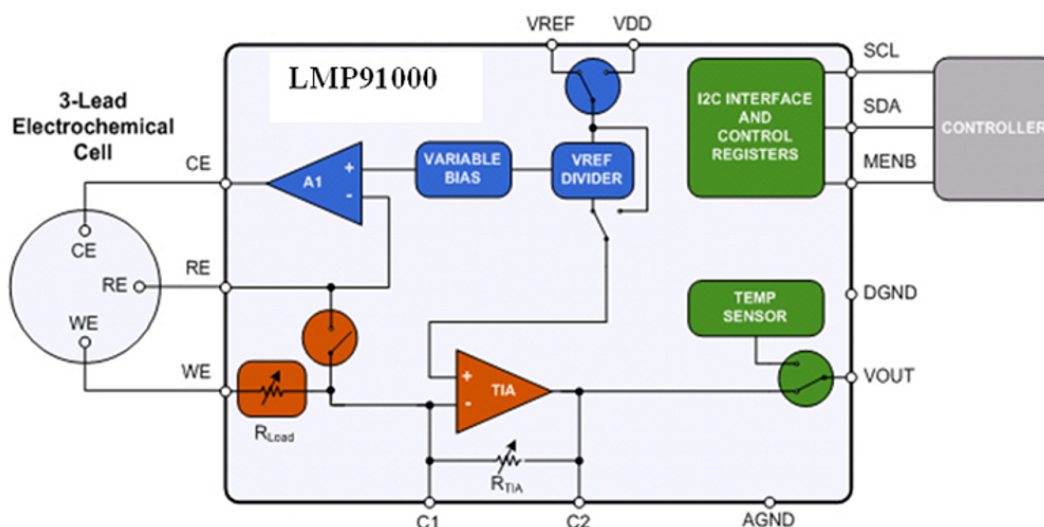 VREF
VDD
LMP91000
3-Lead
Electrochemical
Cell
CE
A1
+
-
VARIABLE
BIAS
VREF
DIVIDER
I2C INTERFACE
AND
CONTROL
REGISTERS
SCL
SDA
MENB
CONTROLLER
CE
RE
WE
RE
WE
RLoad
+
-
TIA
RTIA
TEMP
SENSOR
DGND
VOUT
C1
C2
AGND